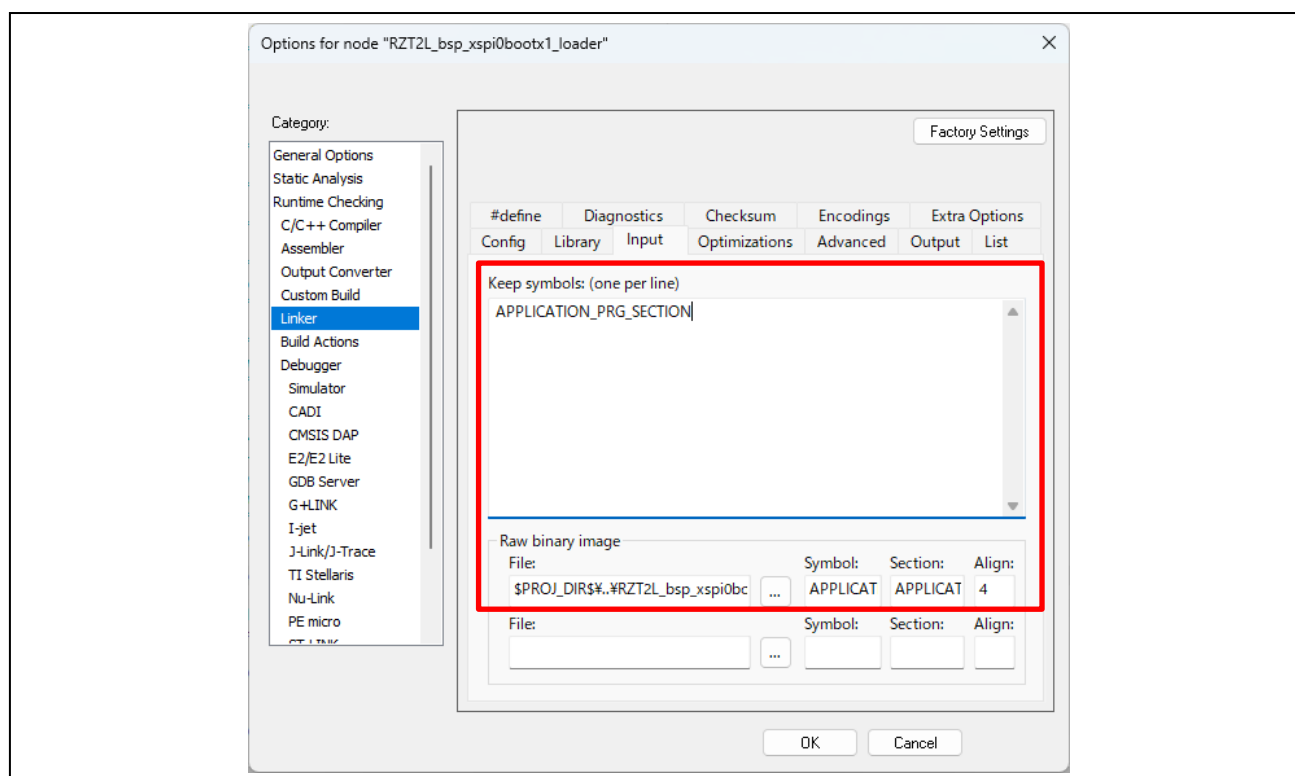 Options for node "RZT2L_bsp_xspi0bootx1_loader"
Category:
General Options
Static Analysis
Runtime Checking
C/C++ Compiler
Assembler
Output Converter
Custom Build
Linker
Build Actions
Debugger
Simulator
CADI
CMSIS DAP
E2/E2 Lite
GDB Server
G+LINK
I-jet
J-Link/J-Trace
TI Stellaris
Nu-Link
PE micro
ST-LINK
Factory Settings
#define Diagnostics Checksum Encodings Extra Options
Config Library Input Optimizations Advanced Output List
Keep symbols: (one per line)
APPLICATION_PRG_SECTION
Raw binary image
File: Symbol: Section: Align:
$PROJ_DIR$¥..¥RZT2L_bsp_xspi0bc ... APPLICAT APPLICAT 4
File: Symbol: Section: Align:
...
OK Cancel